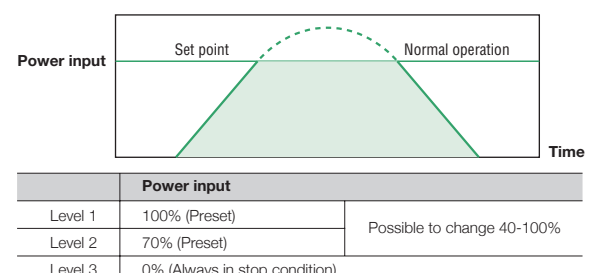 Set point Normal operation
Power input
Time
Power input
Level 1 100% (Preset) Possible to change 40-100%
Level 2 70% (Preset)
Level 3 0% (Always in stop condition)